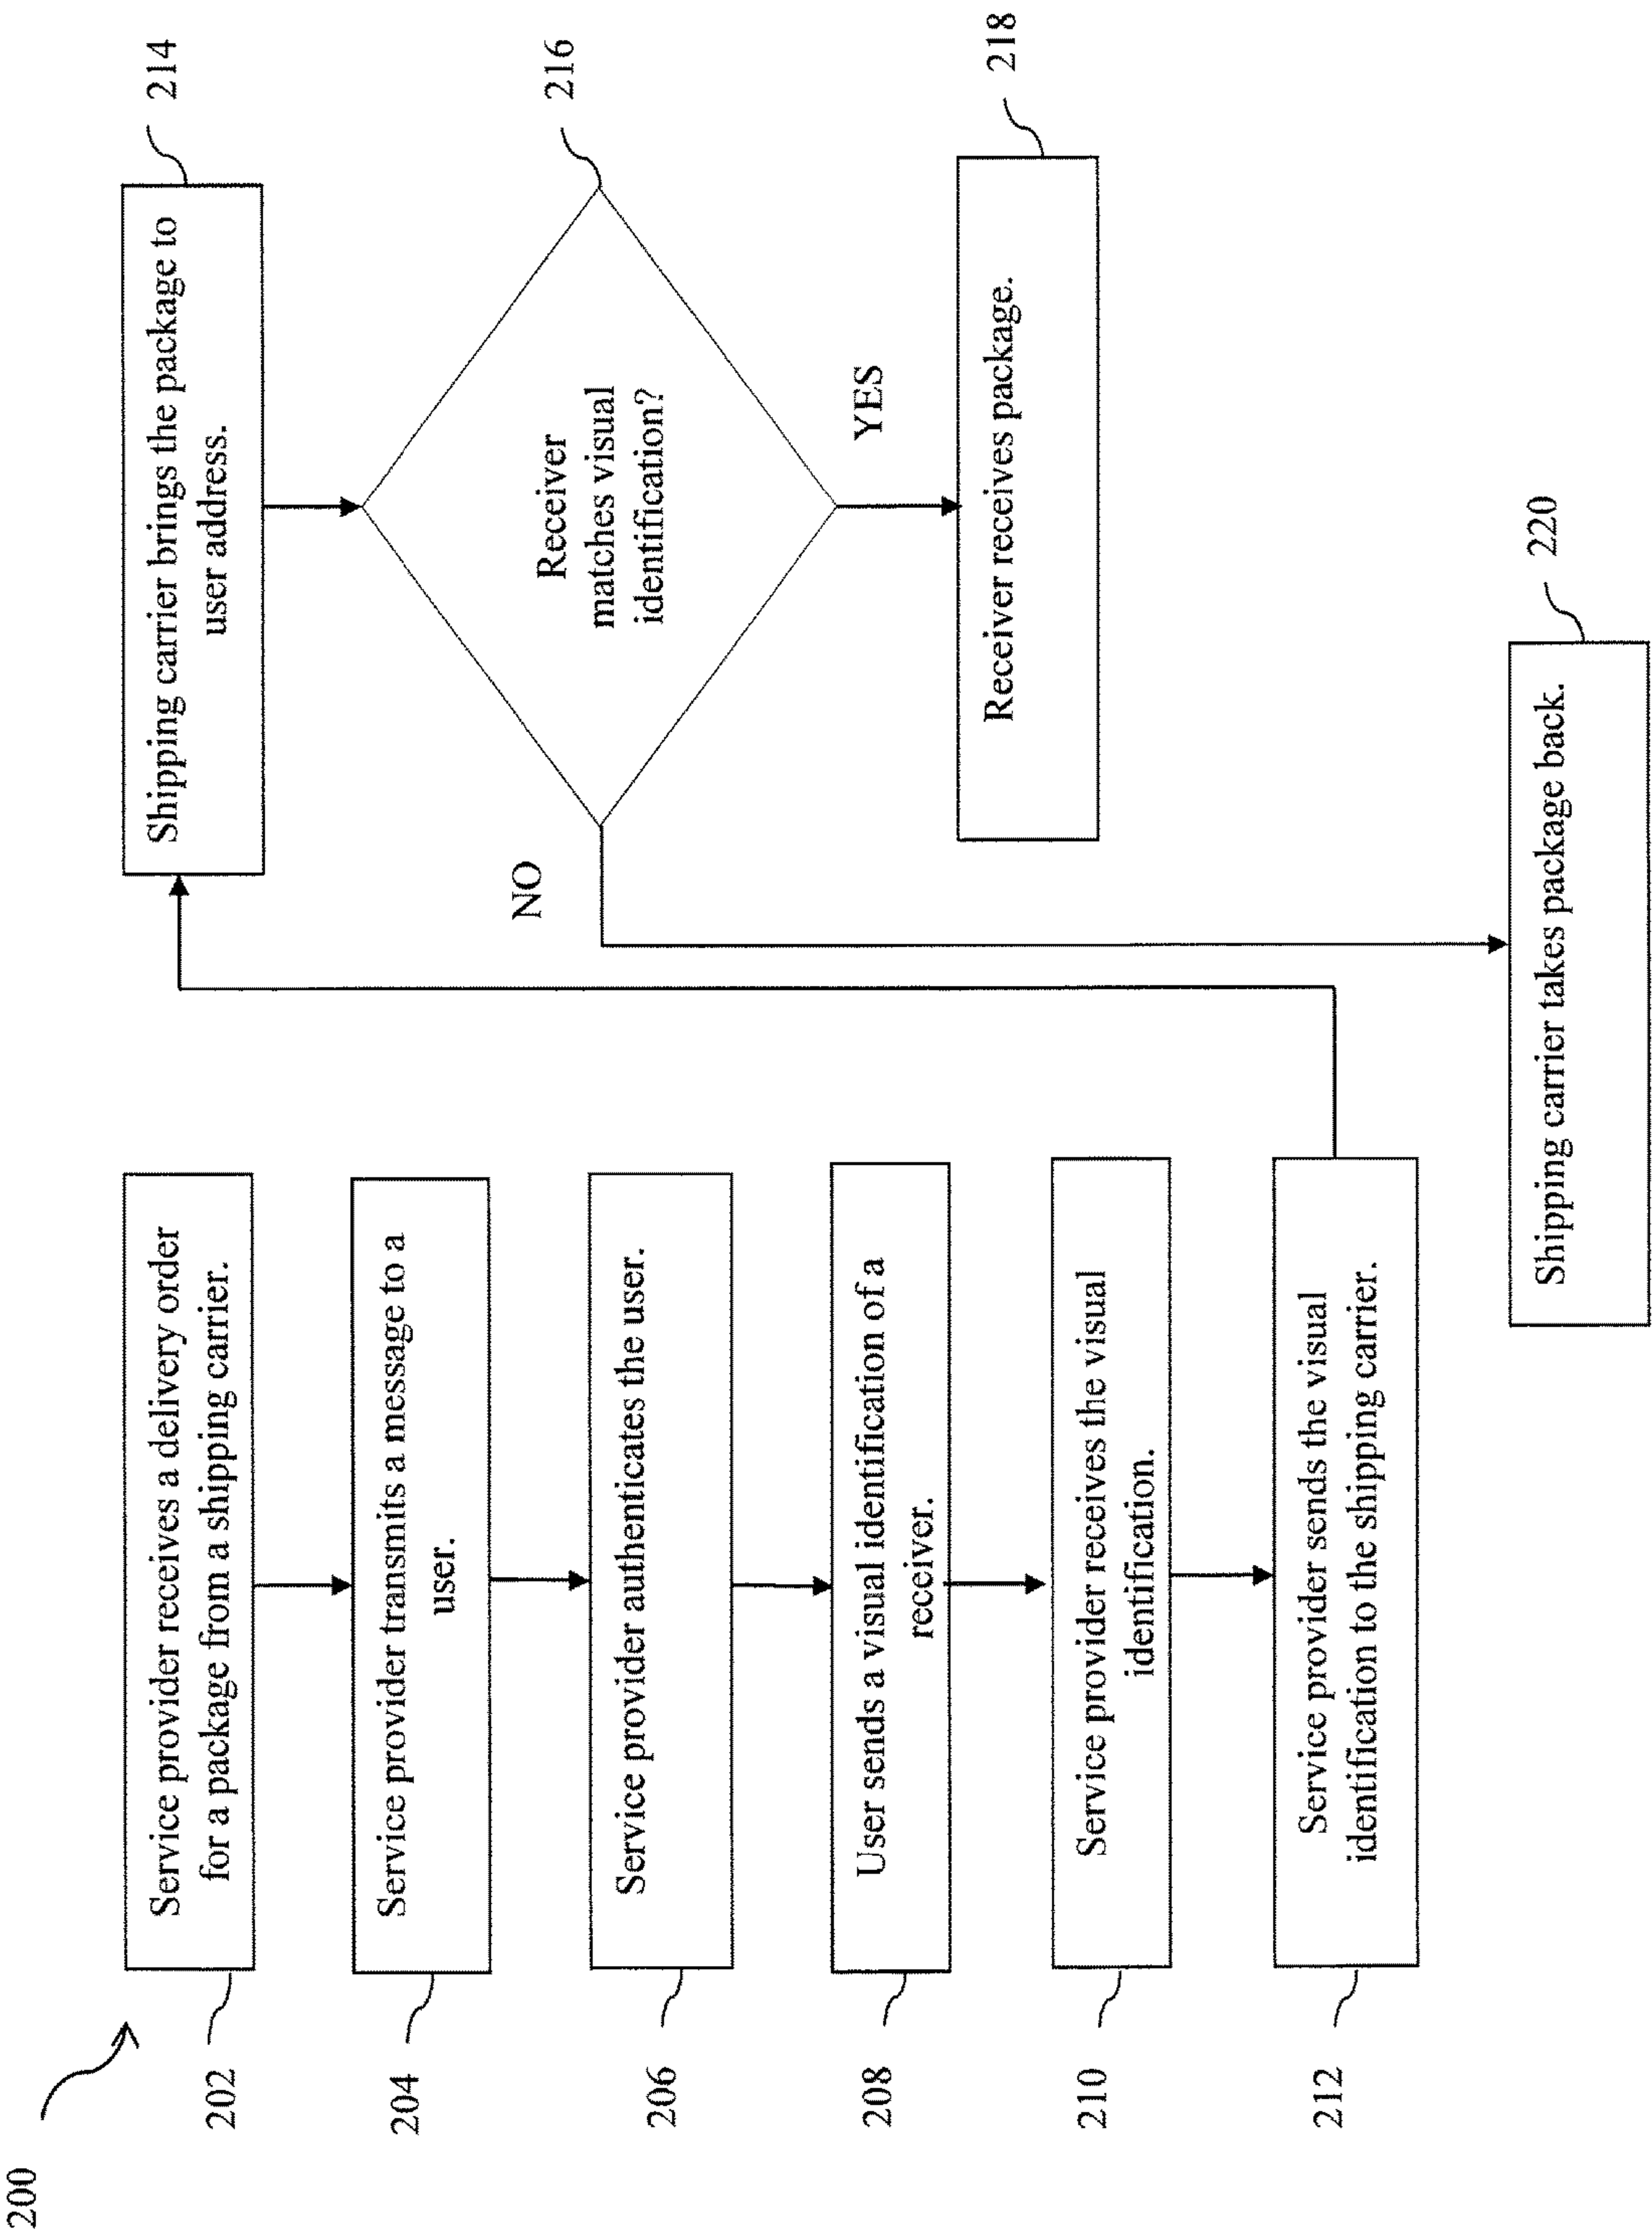 200
202
Service provider receives a delivery order
for a package from a shipping carrier.
204
Service provider transmits a message to a
user.
206
Service provider authenticates the user.
208
User sends a visual identification of a
receiver.
210
Service provider receives the visual
identification.
212
Service provider sends the visual
identification to the shipping carrier.
214
Shipping carrier brings the package to
user address.
216
Receiver
matches visual
identification?
NO
YES
218
Receiver receives package.
220
Shipping carrier takes package back.